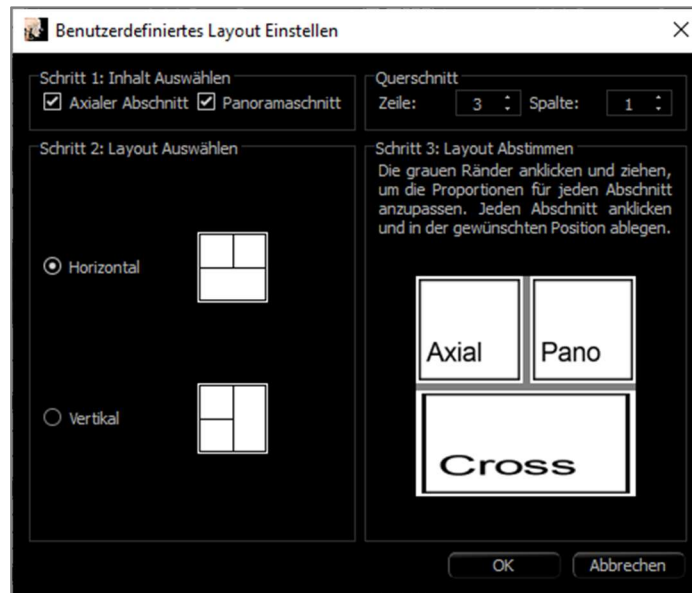 Benutzerdefiniertes Layout Einstellen
Schritt 1: Inhalt Auswählen
Axialer Abschnitt Panoramaschnitt
Querschnitt
Zeile: 3 Spalte: 1
Schritt 2: Layout Auswählen
Horizontal
Vertikal
Schritt 3: Layout Abstimmen
Die grauen Ränder anklicken und ziehen,
um die Proportionen für jeden Abschnitt
anzupassen. Jeden Abschnitt anklicken
und in der gewünschten Position ablegen.
Axial Pano
Cross
OK Abbrechen